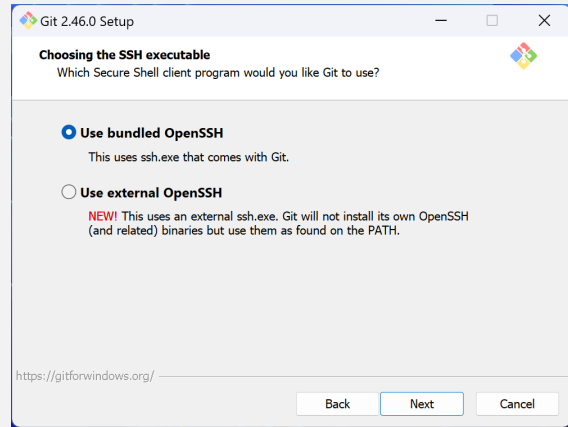 Git 2.46.0 Setup
Choosing the SSH executable
Which Secure Shell client program would you like Git to use?
Use bundled OpenSSH
This uses ssh.exe that comes with Git.
Use external OpenSSH
NEW! This uses an external ssh.exe. Git will not install its own OpenSSH
(and related) binaries but use them as found on the PATH.
https://gitforwindows.org/
Back Next Cancel